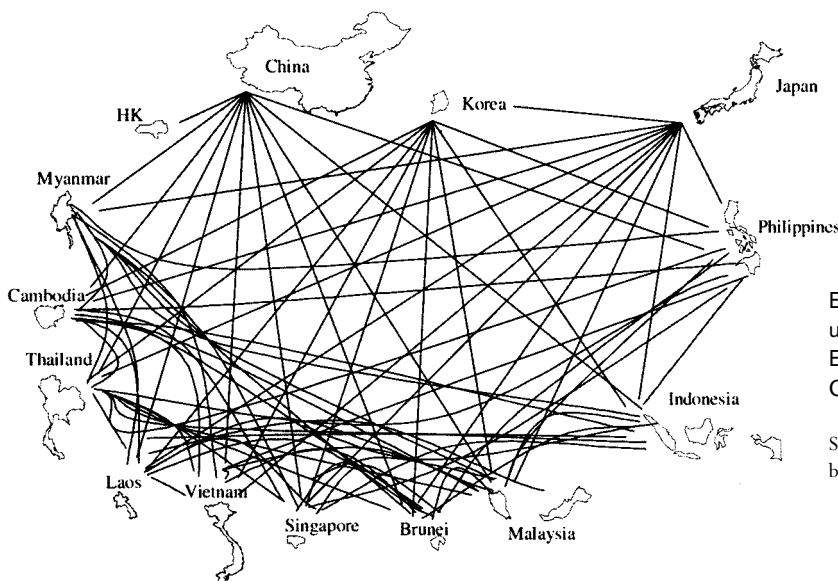 China
Korea
Japan
HK
Myanmar
Philippines
Cambodia
Thailand
Indonesia
Laos
Vietnam
Singapore
Brunei
Malaysia